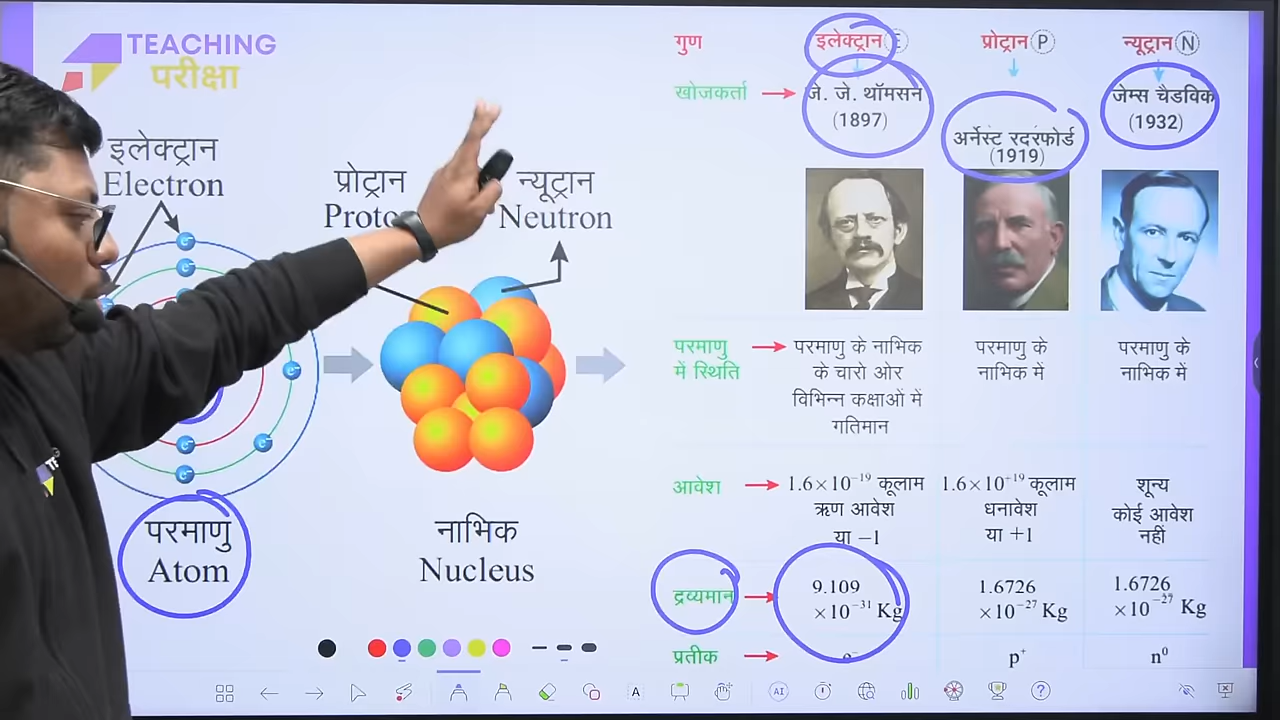 TEACHING
परीक्षा
इलेक्ट्रान
Electron
प्रोट्रान
न्यूट्रान
Neutron
परमाणु
Atom
नाभिक
Nucleus
गुण
इलेक्ट्रान E
प्रोट्रान P
न्यूट्रान N
खोजकर्ता
जे. जे. थॉमसन
(1897)
अर्नेस्ट रदरफोर्ड
(1919)
जेम्स चैडविक
(1932)
परमाणु
में स्थिति
परमाणु के नाभिक
के चारो ओर
विभिन्न कक्षाओं में
गतिमान
परमाणु के
नाभिक में
परमाणु के
नाभिक में
आवेश
1.6×10⁻¹⁹ कूलाम
ऋण आवेश
या −1
1.6×10⁺¹⁹ कूलाम
धनावेश
या +1
शून्य
कोई आवेश
नहीं
द्रव्यमान
9.109
×10⁻³¹ Kg
1.6726
×10⁻²⁷ Kg
1.6726
×10⁻²⁷ Kg
प्रतीक
e⁻
p⁺
n⁰
A
AI